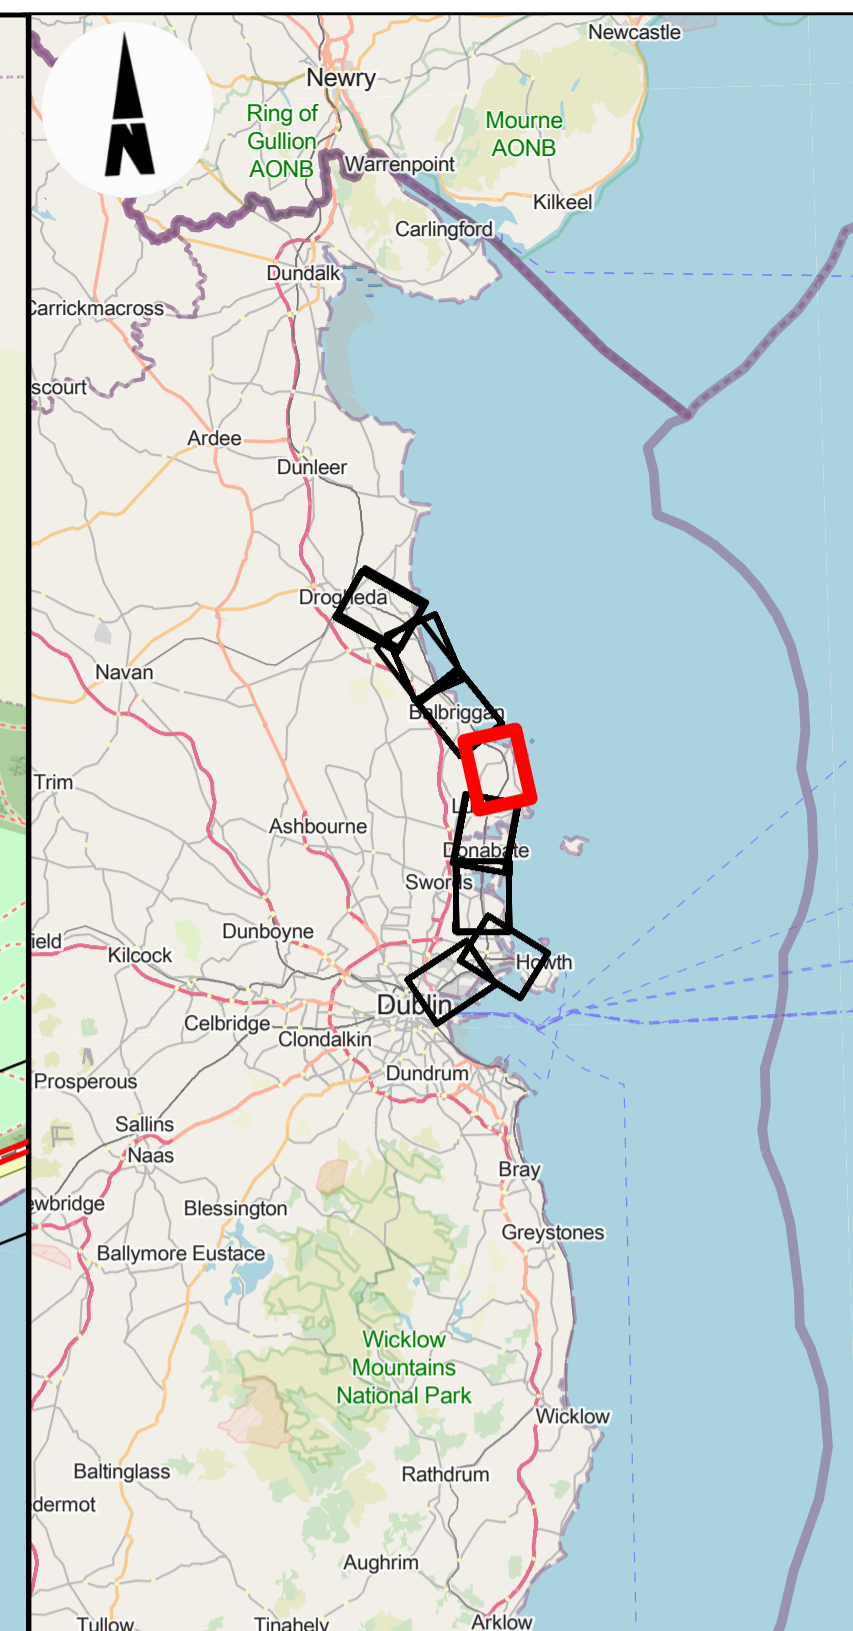 Newcastle
Newry
Ring of
Gullion
AONB
Mourne
AONB
Warrenpoint
Kilkeel
Carlingford
Dundalk
Carrickmacross
scourt
Ardee
Dunleer
Drogheda
Navan
Balbriggan
Trim
Ashbourne
Donabate
Swords
Dunboyne
ield
Kilcock
Howth
Dublin
Celbridge
Clondalkin
Dundrum
Prosperous
Sallins
Naas
Bray
ewbridge
Blessington
Greystones
Ballymore Eustace
Wicklow
Mountains
National Park
Wicklow
Baltinglass
Rathdrum
dermot
Aughrim
Tullow
Tinahely
Arklow
N